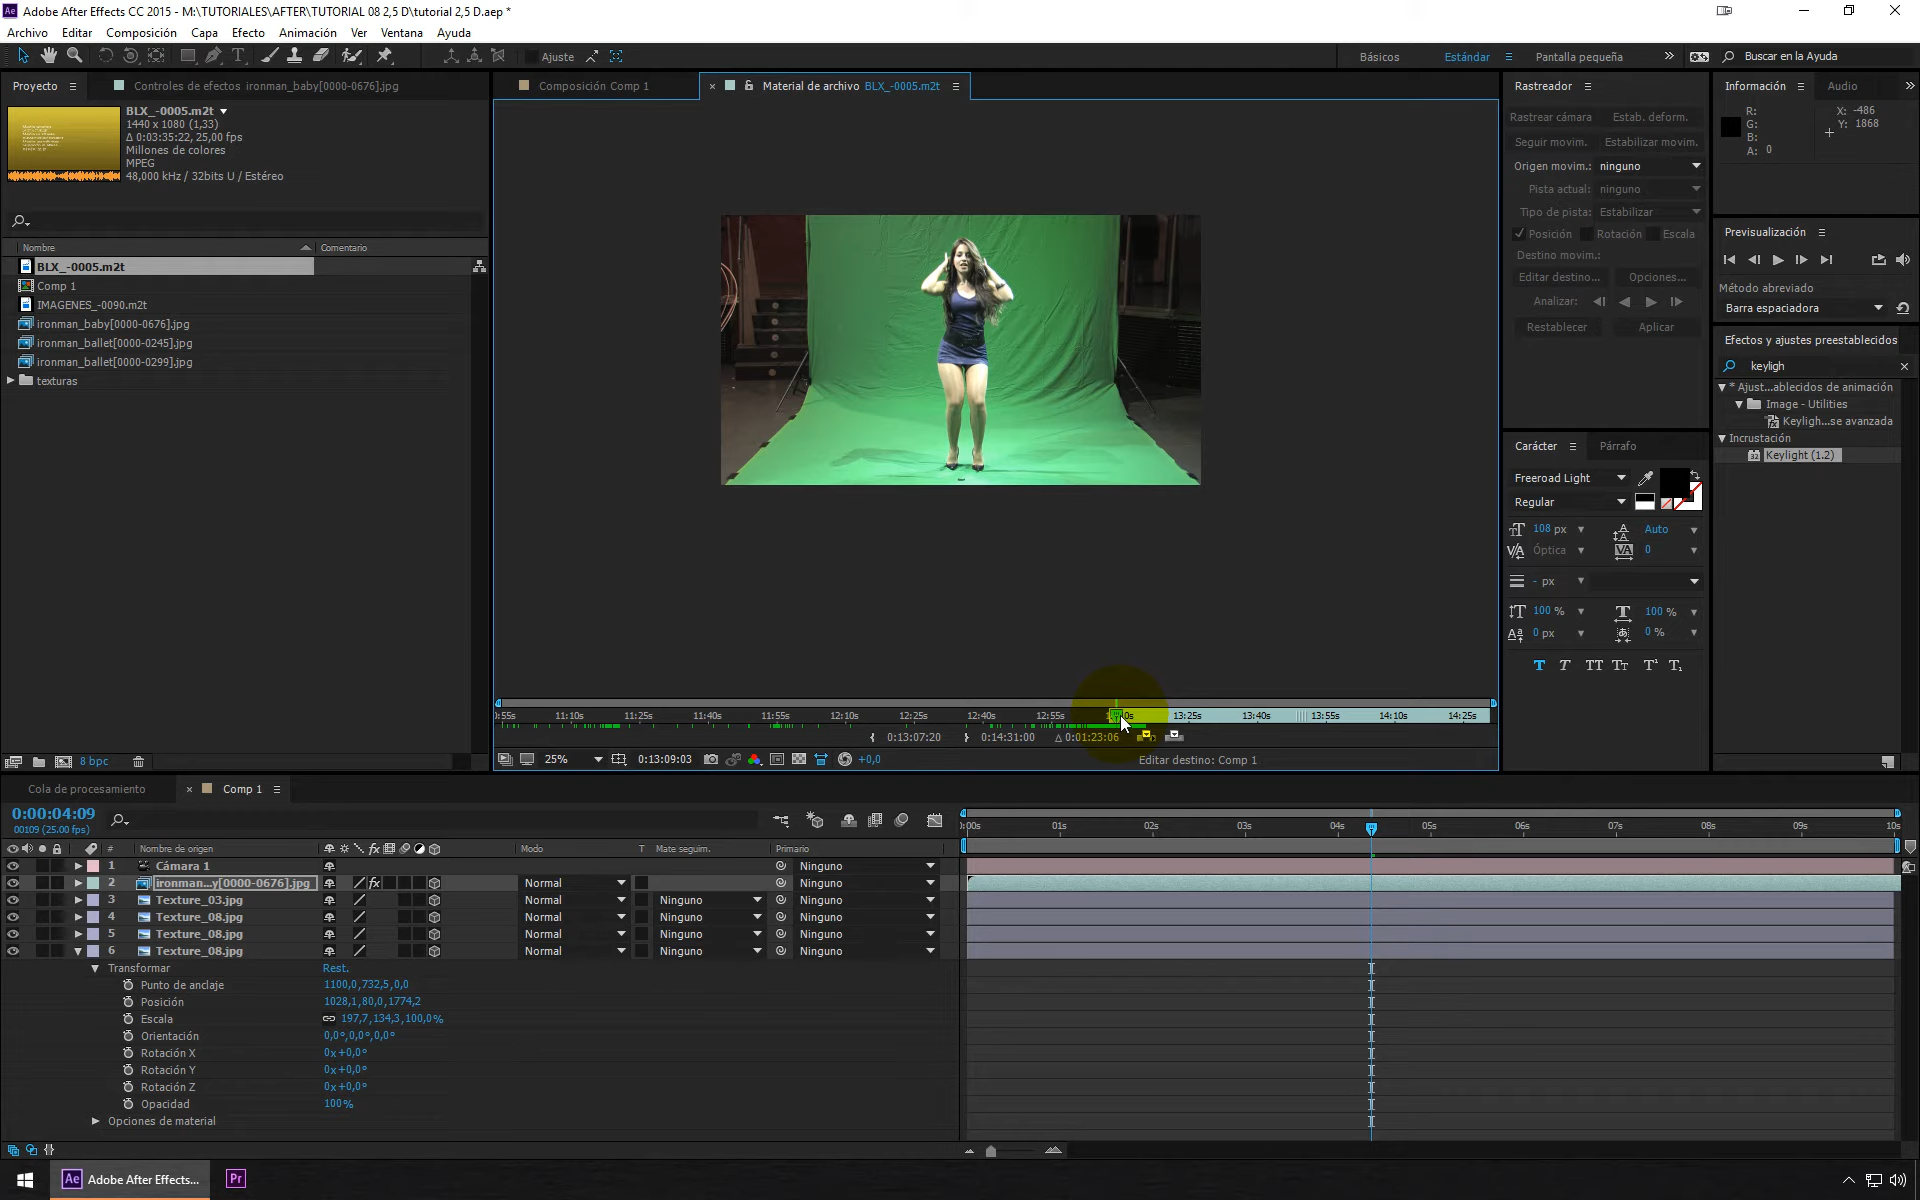 Adobe After Effects CC 2015 - M:\TUTORIALES\AFTER\TUTORIAL 08 2,5 D\tutorial 2,5 D.aep *
Archivo Editar Composición Capa Efecto Animación Ver Ventana Ayuda
Ajuste Básicos Estándar Pantalla pequeña Buscar en la Ayuda
Proyecto Controles de efectos ironman_baby[0000-0676].jpg
BLX_-0005.m2t
1440 x 1080 (1,33)
Δ 0:03:35:22, 25,00 fps
Millones de colores
MPEG
48,000 kHz / 32bits U / Estéreo
Nombre Comentario
BLX_-0005.m2t
Comp 1
IMAGENES_-0090.m2t
ironman_baby[0000-0676].jpg
ironman_ballet[0000-0245].jpg
ironman_ballet[0000-0299].jpg
texturas
8 bpc
Composición Comp 1 Material de archivo BLX_-0005.m2t
:55s 11:10s 11:25s 11:40s 11:55s 12:10s 12:25s 12:40s 12:55s 13:25s 13:40s 13:55s 14:10s 14:25s
{ 0:13:07:20 } 0:14:31:00 Δ 0:01:23:06
25% 0:13:09:03 +0,0 Editar destino: Comp 1
Rastreador
Rastrear cámara Estab. deform.
Seguir movim. Estabilizar movim.
Origen movim.: ninguno
Pista actual: ninguno
Tipo de pista: Estabilizar
Posición Rotación Escala
Destino movim.:
Editar destino... Opciones...
Analizar:
Restablecer Aplicar
Carácter Párrafo
Freeroad Light
Regular
108 px Auto
Óptica 0
- px
100 % 100 %
0 px 0 %
T T TT Tt T¹ T₁
Información Audio
R: X: -486
G: Y: 1868
B:
A: 0
Previsualización
Método abreviado
Barra espaciadora
Efectos y ajustes preestablecidos
keyligh
* Ajust...ablecidos de animación
Image - Utilities
Keyligh...se avanzada
Incrustación
Keylight (1.2)
Cola de procesamiento Comp 1
0:00:04:09
00109 (25.00 fps)
:00s 01s 02s 03s 04s 05s 06s 07s 08s 09s 10s
# Nombre de origen fx Modo T Mate seguim. Primario
1 Cámara 1 Ninguno
2 ironman...y[0000-0676].jpg fx Normal Ninguno
3 Texture_03.jpg Normal Ninguno Ninguno
4 Texture_08.jpg Normal Ninguno Ninguno
5 Texture_08.jpg Normal Ninguno Ninguno
6 Texture_08.jpg Normal Ninguno Ninguno
Transformar Rest.
Punto de anclaje 1100,0,732,5,0,0
Posición 1028,1,80,0,1774,2
Escala 197,7,134,3,100,0%
Orientación 0,0°,0,0°,0,0°
Rotación X 0x+0,0°
Rotación Y 0x+0,0°
Rotación Z 0x+0,0°
Opacidad 100%
Opciones de material
Ae Adobe After Effects... Pr